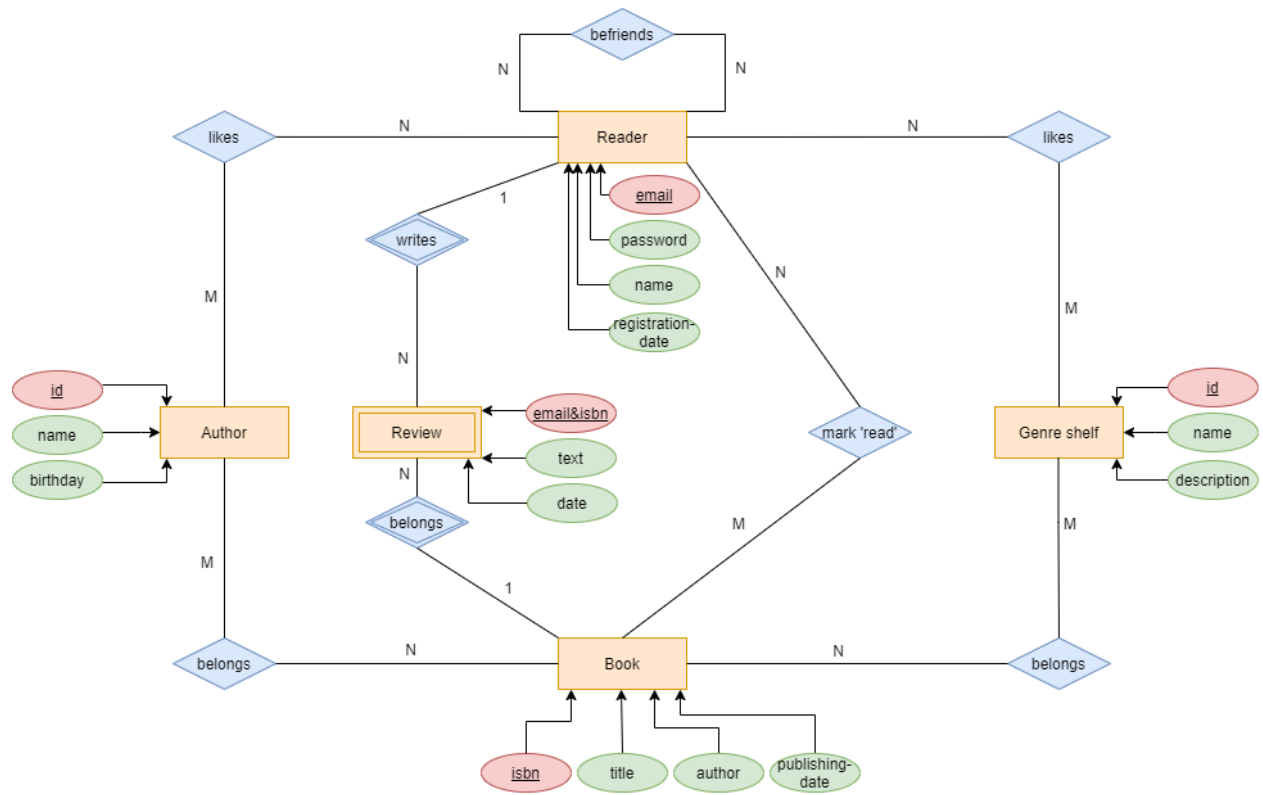 befriends
N
N
likes
N
Reader
N
likes
email
1
writes
password
N
name
M
M
registration-
date
N
id
email&isbn
id
name
Author
Review
mark 'read'
Genre shelf
name
text
birthday
N
description
date
belongs
M
M
M
1
belongs
N
Book
N
belongs
isbn
title
author
publishing-
date